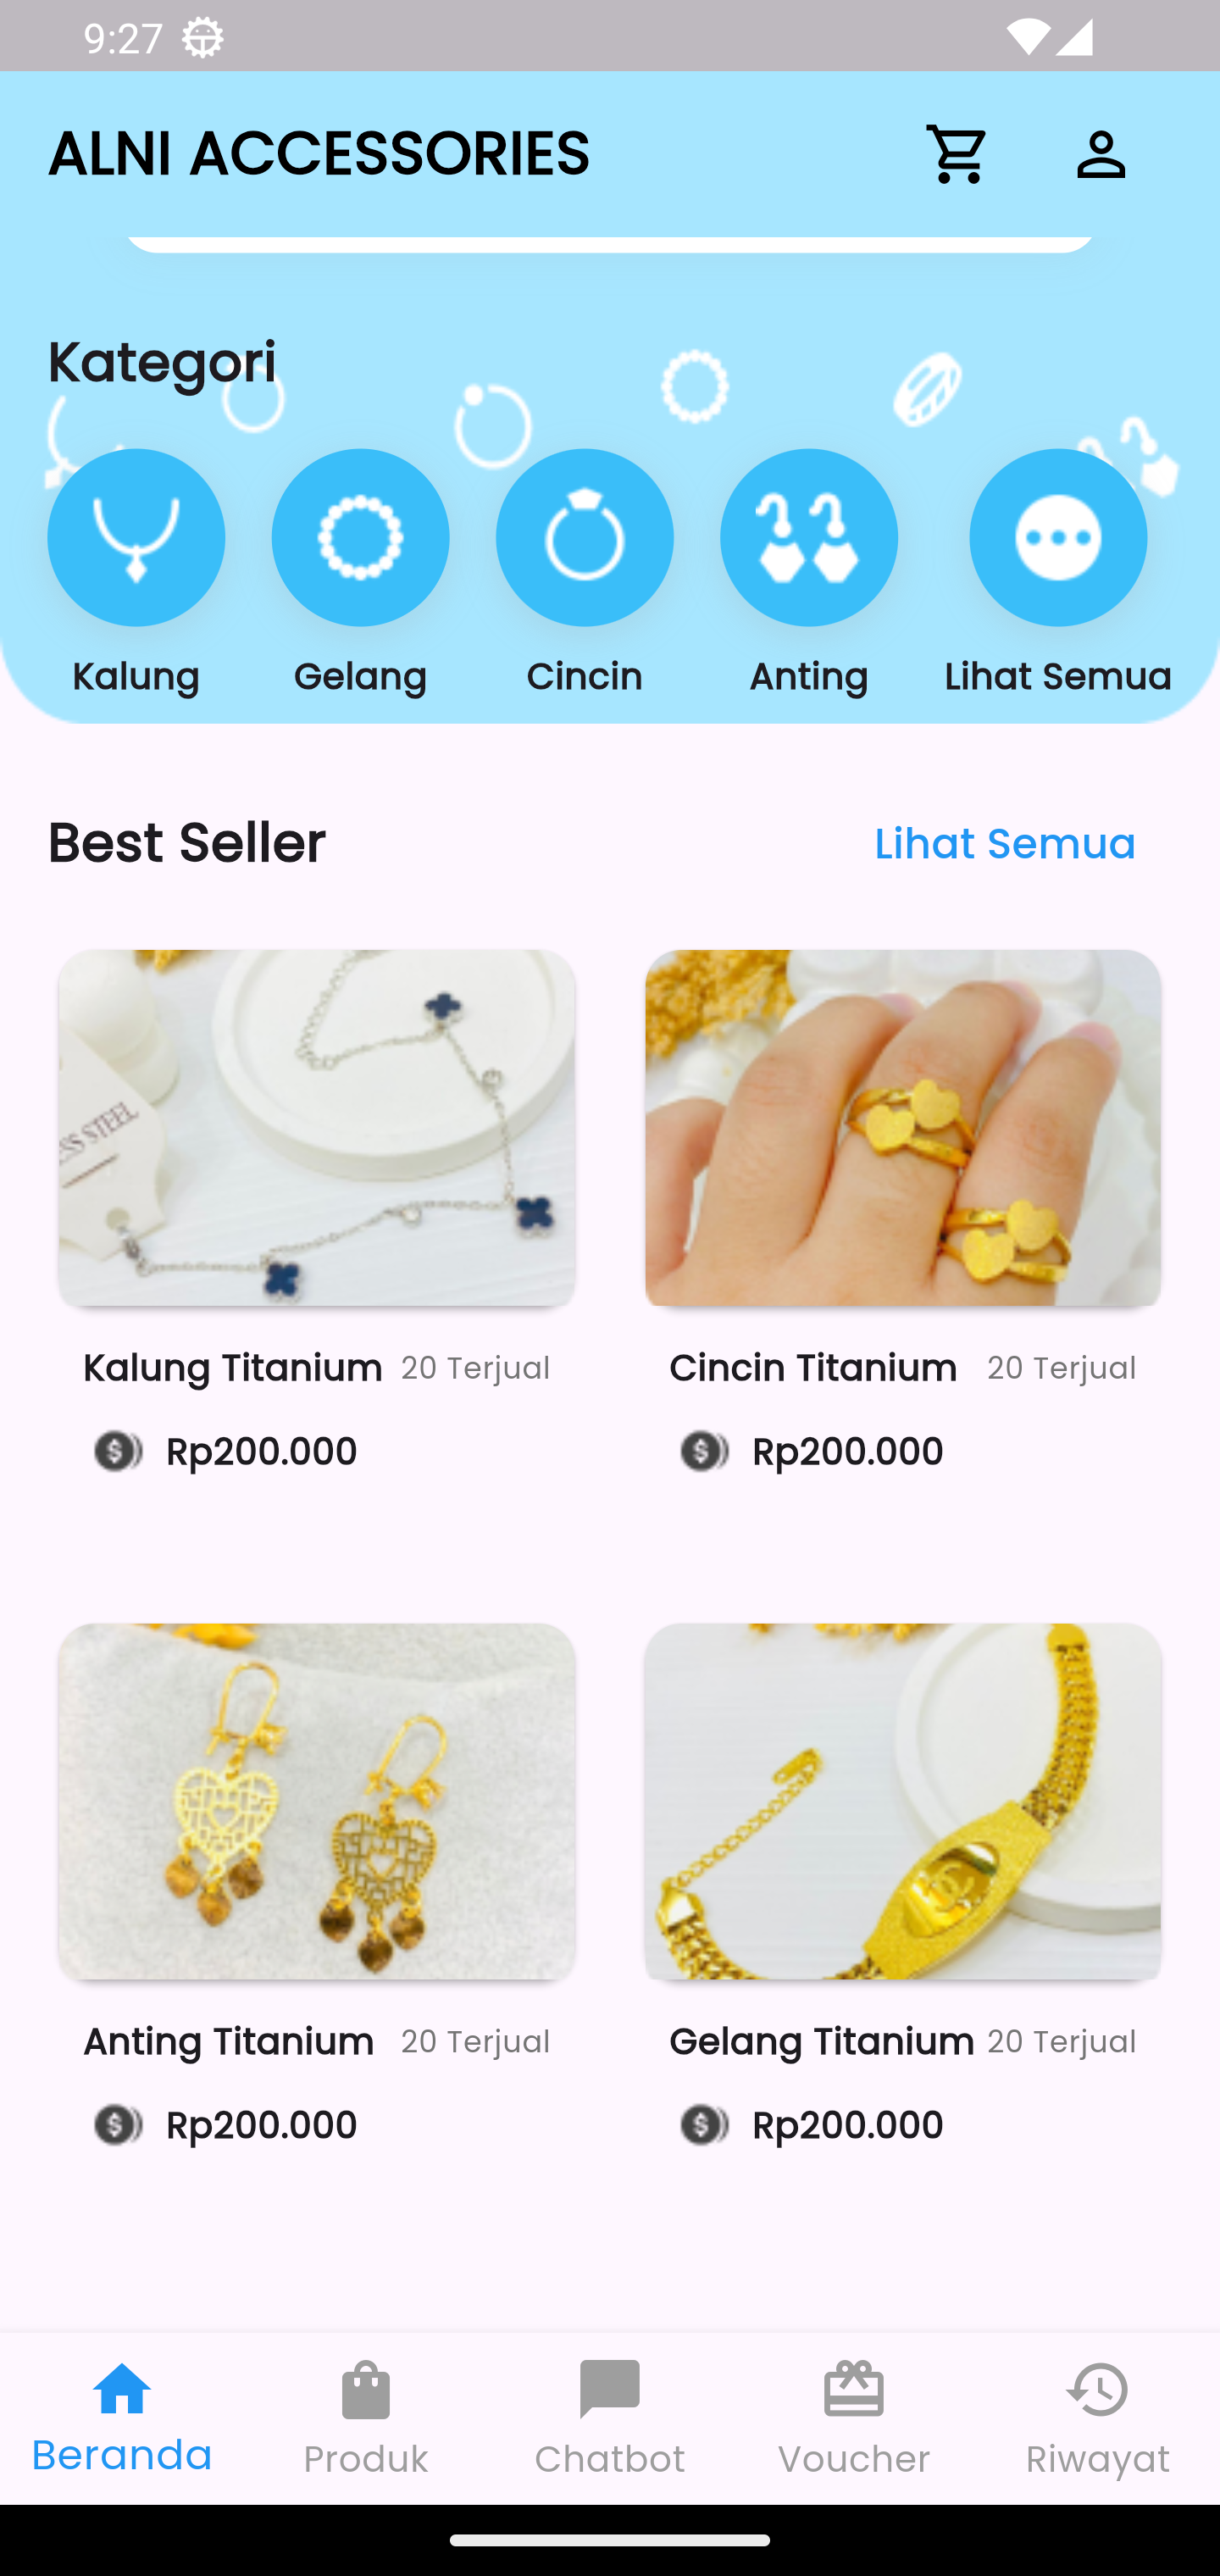 9:27
ALNI ACCESSORIES
Kategori
Kalung Gelang Cincin Anting Lihat Semua
Best Seller Lihat Semua
SS STEEL
Kalung Titanium 20 Terjual Cincin Titanium 20 Terjual
Rp200.000 Rp200.000
Anting Titanium 20 Terjual Gelang Titanium 20 Terjual
Rp200.000 Rp200.000
Beranda Produk Chatbot Voucher Riwayat